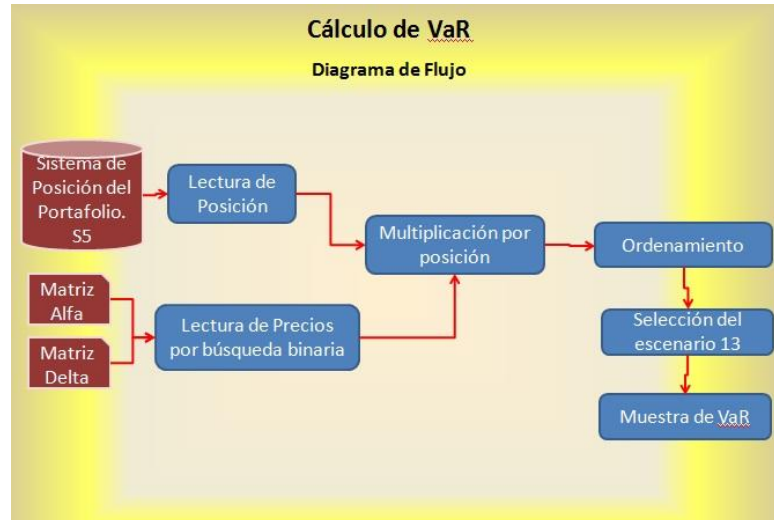 Cálculo de VaR
Diagrama de Flujo
Sistema de
Posición del
Portafolio.
S5
Lectura de
Posición
Multiplicación por
posición
Ordenamiento
Matriz
Alfa
Matriz
Delta
Lectura de Precios
por búsqueda binaria
Selección del
escenario 13
Muestra de VaR